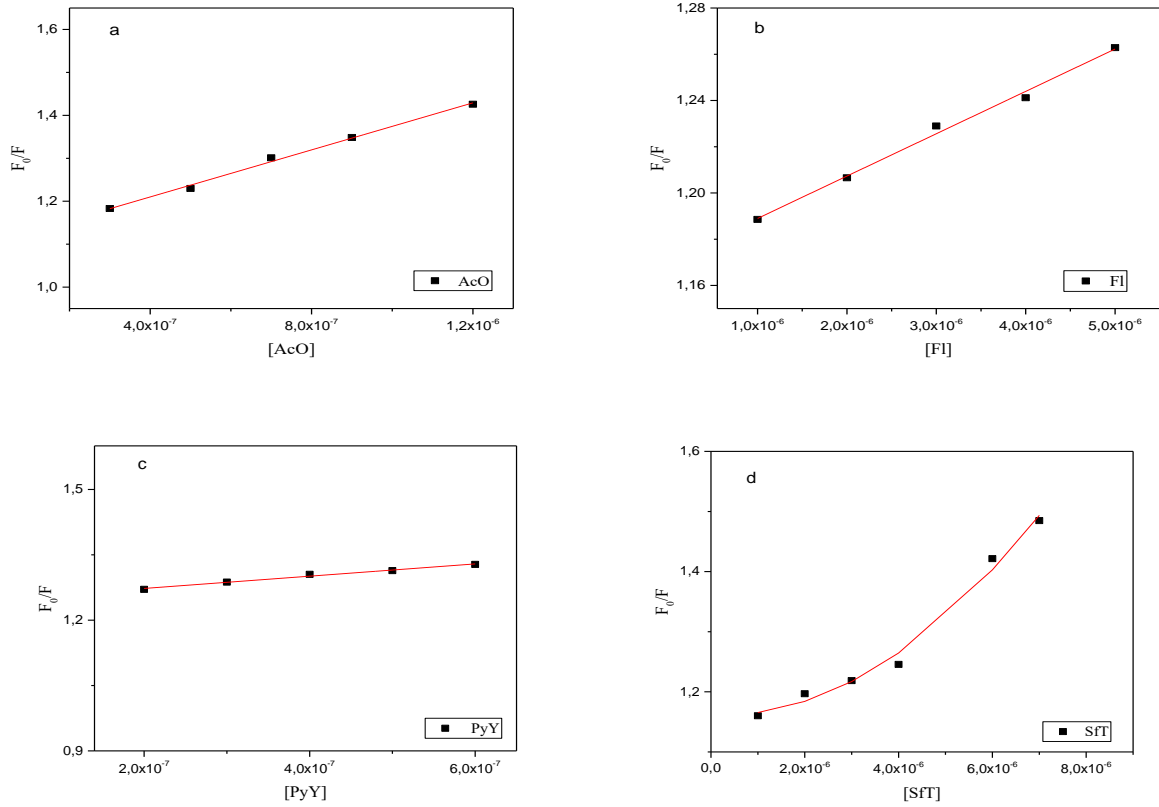 a
1,6
1,4
1,2
1,0
F₀/F
AcO
4,0x10⁻⁷ 8,0x10⁻⁷ 1,2x10⁻⁶
[AcO]
b
1,28
1,24
1,20
1,16
F₀/F
Fl
1,0x10⁻⁶ 2,0x10⁻⁶ 3,0x10⁻⁶ 4,0x10⁻⁶ 5,0x10⁻⁶
[Fl]
c
1,5
1,2
0,9
F₀/F
PyY
2,0x10⁻⁷ 4,0x10⁻⁷ 6,0x10⁻⁷
[PyY]
d
1,6
1,4
1,2
F₀/F
SfT
0,0 2,0x10⁻⁶ 4,0x10⁻⁶ 6,0x10⁻⁶ 8,0x10⁻⁶
[SfT]